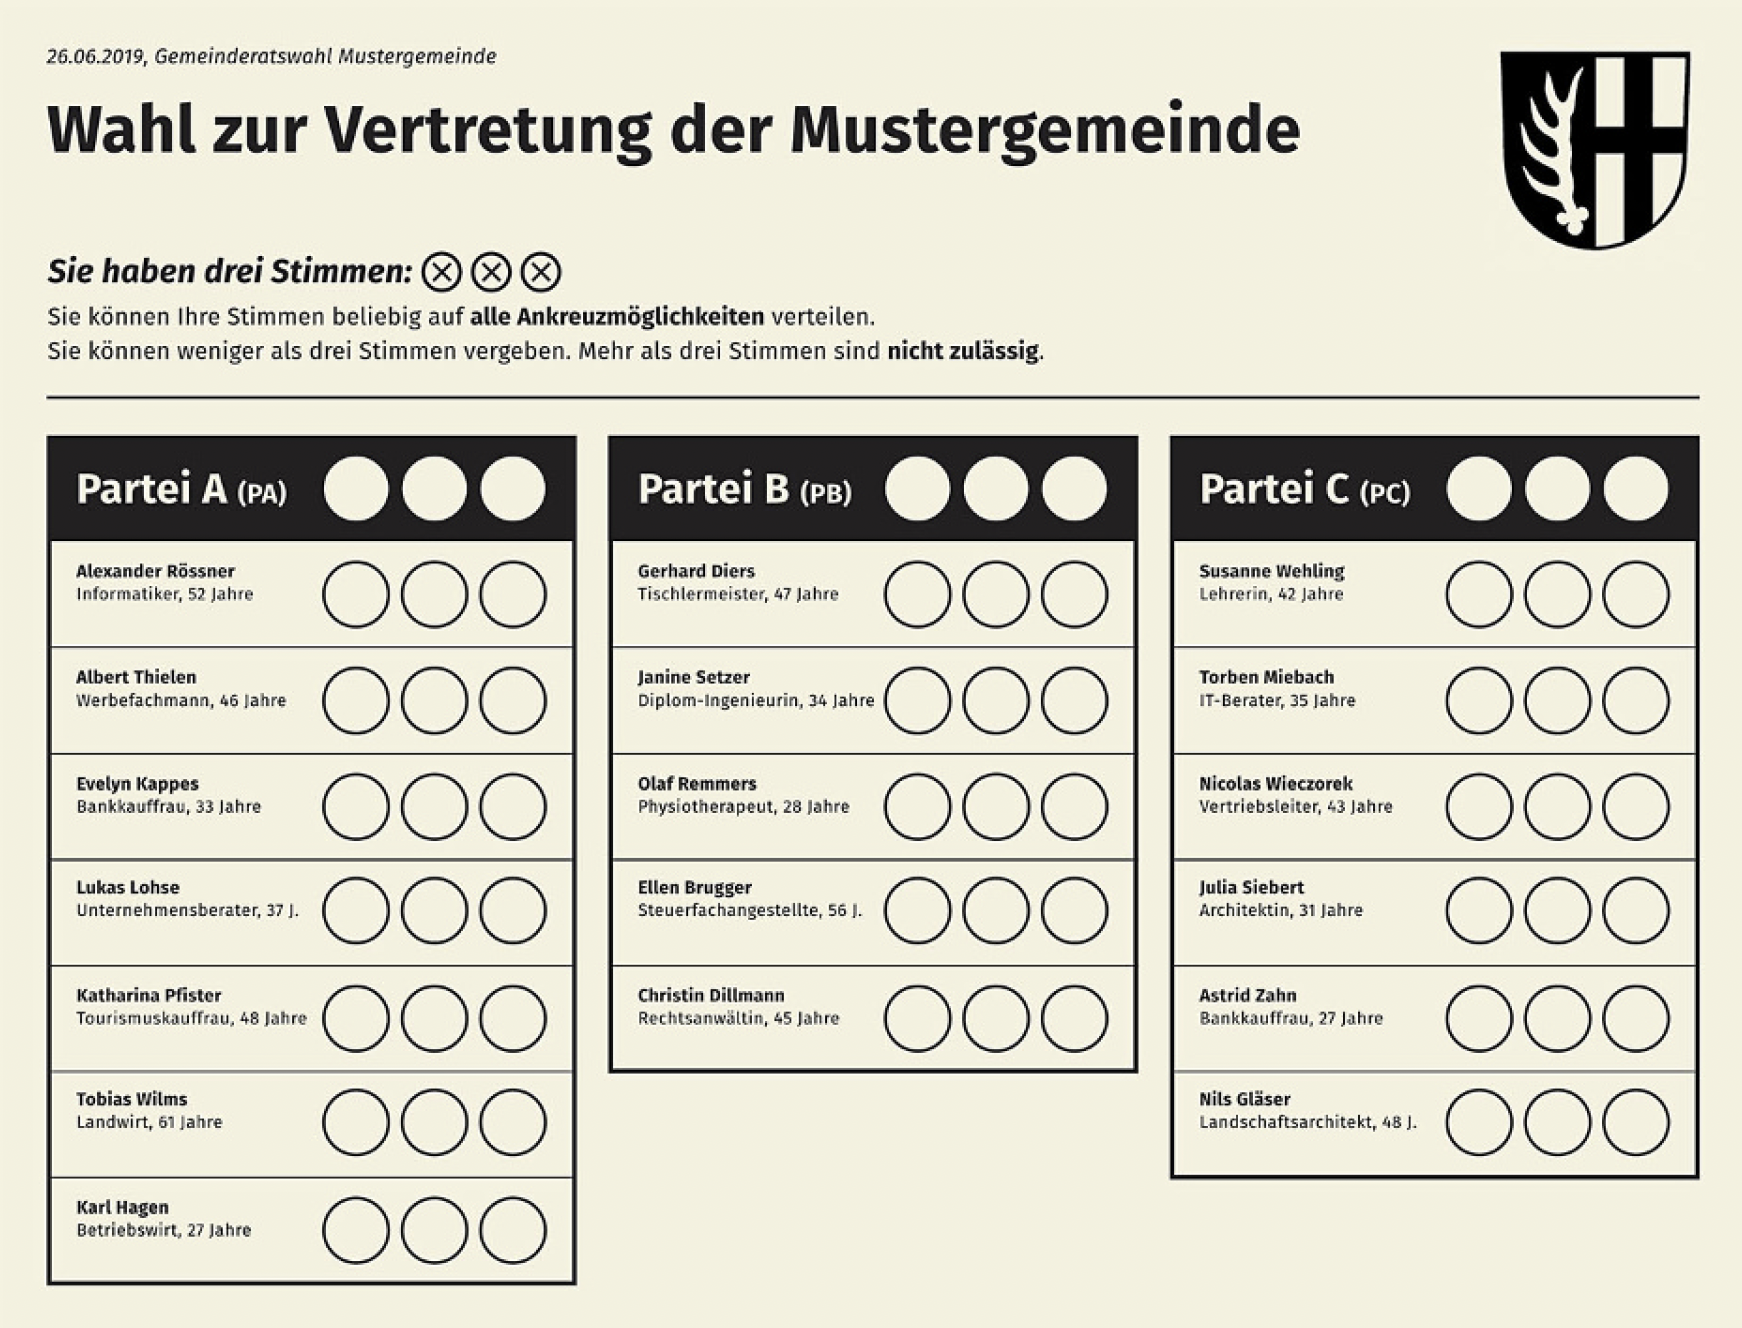 26.06.2019, Gemeinderatswahl Mustergemeinde
Wahl zur Vertretung der Mustergemeinde
Sie haben drei Stimmen:
Sie können Ihre Stimmen beliebig auf alle Ankreuzmöglichkeiten verteilen.
Sie können weniger als drei Stimmen vergeben. Mehr als drei Stimmen sind nicht zulässig.
Partei A (PA)
Alexander Rössner
Informatiker, 52 Jahre
Albert Thielen
Werbefachmann, 46 Jahre
Evelyn Kappes
Bankkauffrau, 33 Jahre
Lukas Lohse
Unternehmensberater, 37 J.
Katharina Pfister
Tourismuskauffrau, 48 Jahre
Tobias Wilms
Landwirt, 61 Jahre
Karl Hagen
Betriebswirt, 27 Jahre
Partei B (PB)
Gerhard Diers
Tischlermeister, 47 Jahre
Janine Setzer
Diplom-Ingenieurin, 34 Jahre
Olaf Remmers
Physiotherapeut, 28 Jahre
Ellen Brugger
Steuerfachangestellte, 56 J.
Christin Dillmann
Rechtsanwältin, 45 Jahre
Partei C (PC)
Susanne Wehling
Lehrerin, 42 Jahre
Torben Miebach
IT-Berater, 35 Jahre
Nicolas Wieczorek
Vertriebsleiter, 43 Jahre
Julia Siebert
Architektin, 31 Jahre
Astrid Zahn
Bankkauffrau, 27 Jahre
Nils Gläser
Landschaftsarchitekt, 48 J.